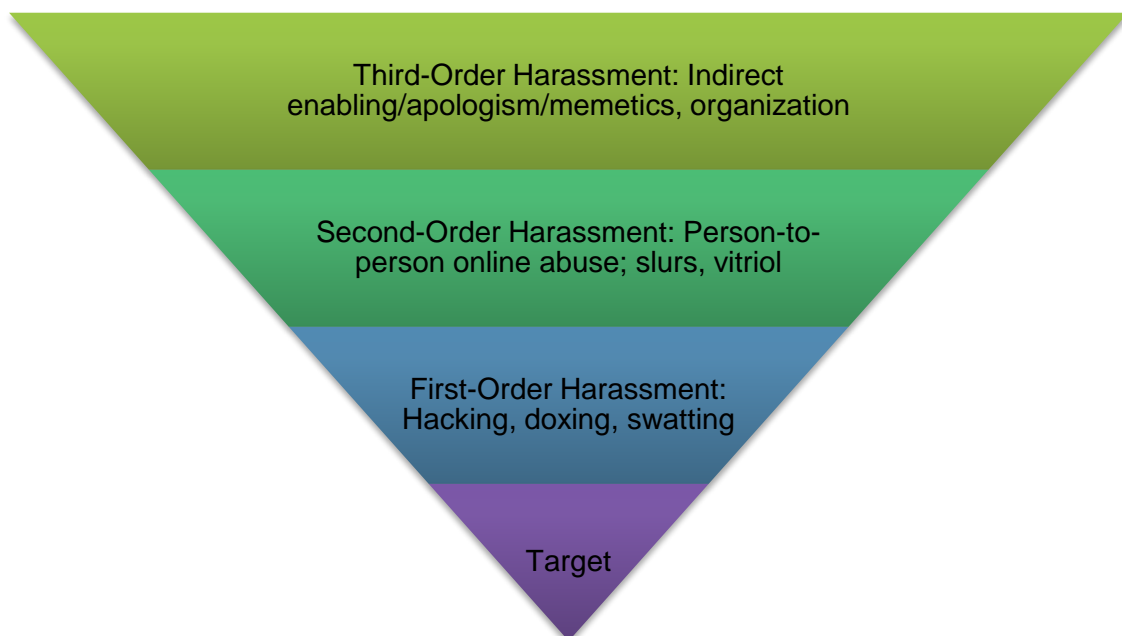 Third-Order Harassment: Indirect
enabling/apologism/memetics, organization
Second-Order Harassment: Person-to-
person online abuse; slurs, vitriol
First-Order Harassment:
Hacking, doxing, swatting
Target